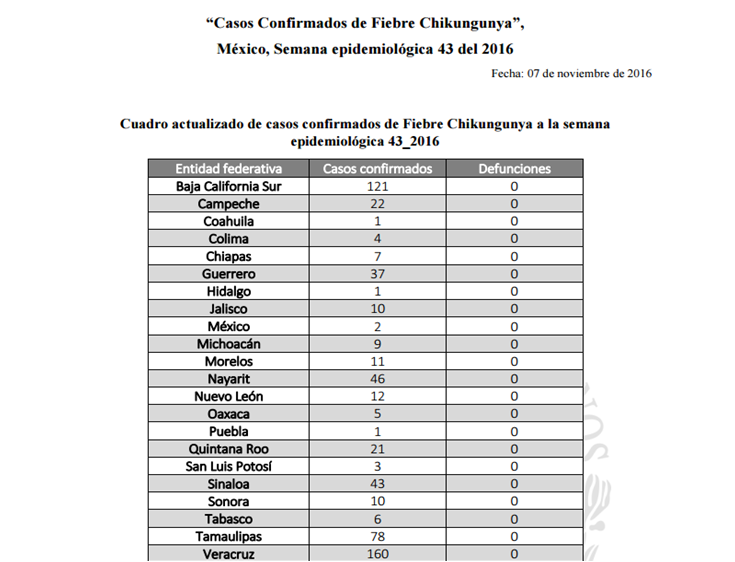 “Casos Confirmados de Fiebre Chikungunya”,
México, Semana epidemiológica 43 del 2016
Fecha: 07 de noviembre de 2016
Cuadro actualizado de casos confirmados de Fiebre Chikungunya a la semana
epidemiológica 43_2016
Entidad federativa Casos confirmados Defunciones
Baja California Sur 121 0
Campeche 22 0
Coahuila 1 0
Colima 4 0
Chiapas 7 0
Guerrero 37 0
Hidalgo 1 0
Jalisco 10 0
México 2 0
Michoacán 9 0
Morelos 11 0
Nayarit 46 0
Nuevo León 12 0
Oaxaca 5 0
Puebla 1 0
Quintana Roo 21 0
San Luis Potosí 3 0
Sinaloa 43 0
Sonora 10 0
Tabasco 6 0
Tamaulipas 78 0
Veracruz 160 0